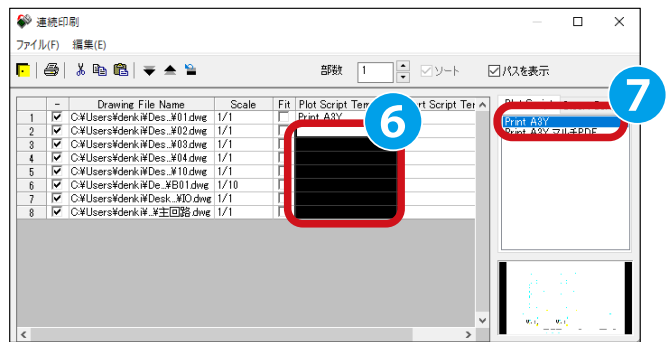 連続印刷
ファイル(F) 編集(E)
部数 1 ソート パスを表示
- Drawing File Name Scale Fit Plot Script Tem
1 C:¥Users¥denki¥Des...¥01.dwg 1/1 Print A3Y
2 C:¥Users¥denki¥Des...¥02.dwg 1/1
3 C:¥Users¥denki¥Des...¥03.dwg 1/1
4 C:¥Users¥denki¥Des...¥04.dwg 1/1
5 C:¥Users¥denki¥Des...¥10.dwg 1/1
6 C:¥Users¥denki¥De...¥B01.dwg 1/10
7 C:¥Users¥denki¥Desk...¥IO.dwg 1/1
8 C:¥Users¥denki¥...¥主回路.dwg 1/1
6
7
Print A3Y
Print A3Y マルチPDF